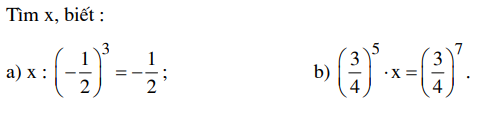 Tìm x, biết :
a) x : (−1/2)³ = −1/2 ; b) (3/4)⁵ · x = (3/4)⁷ .